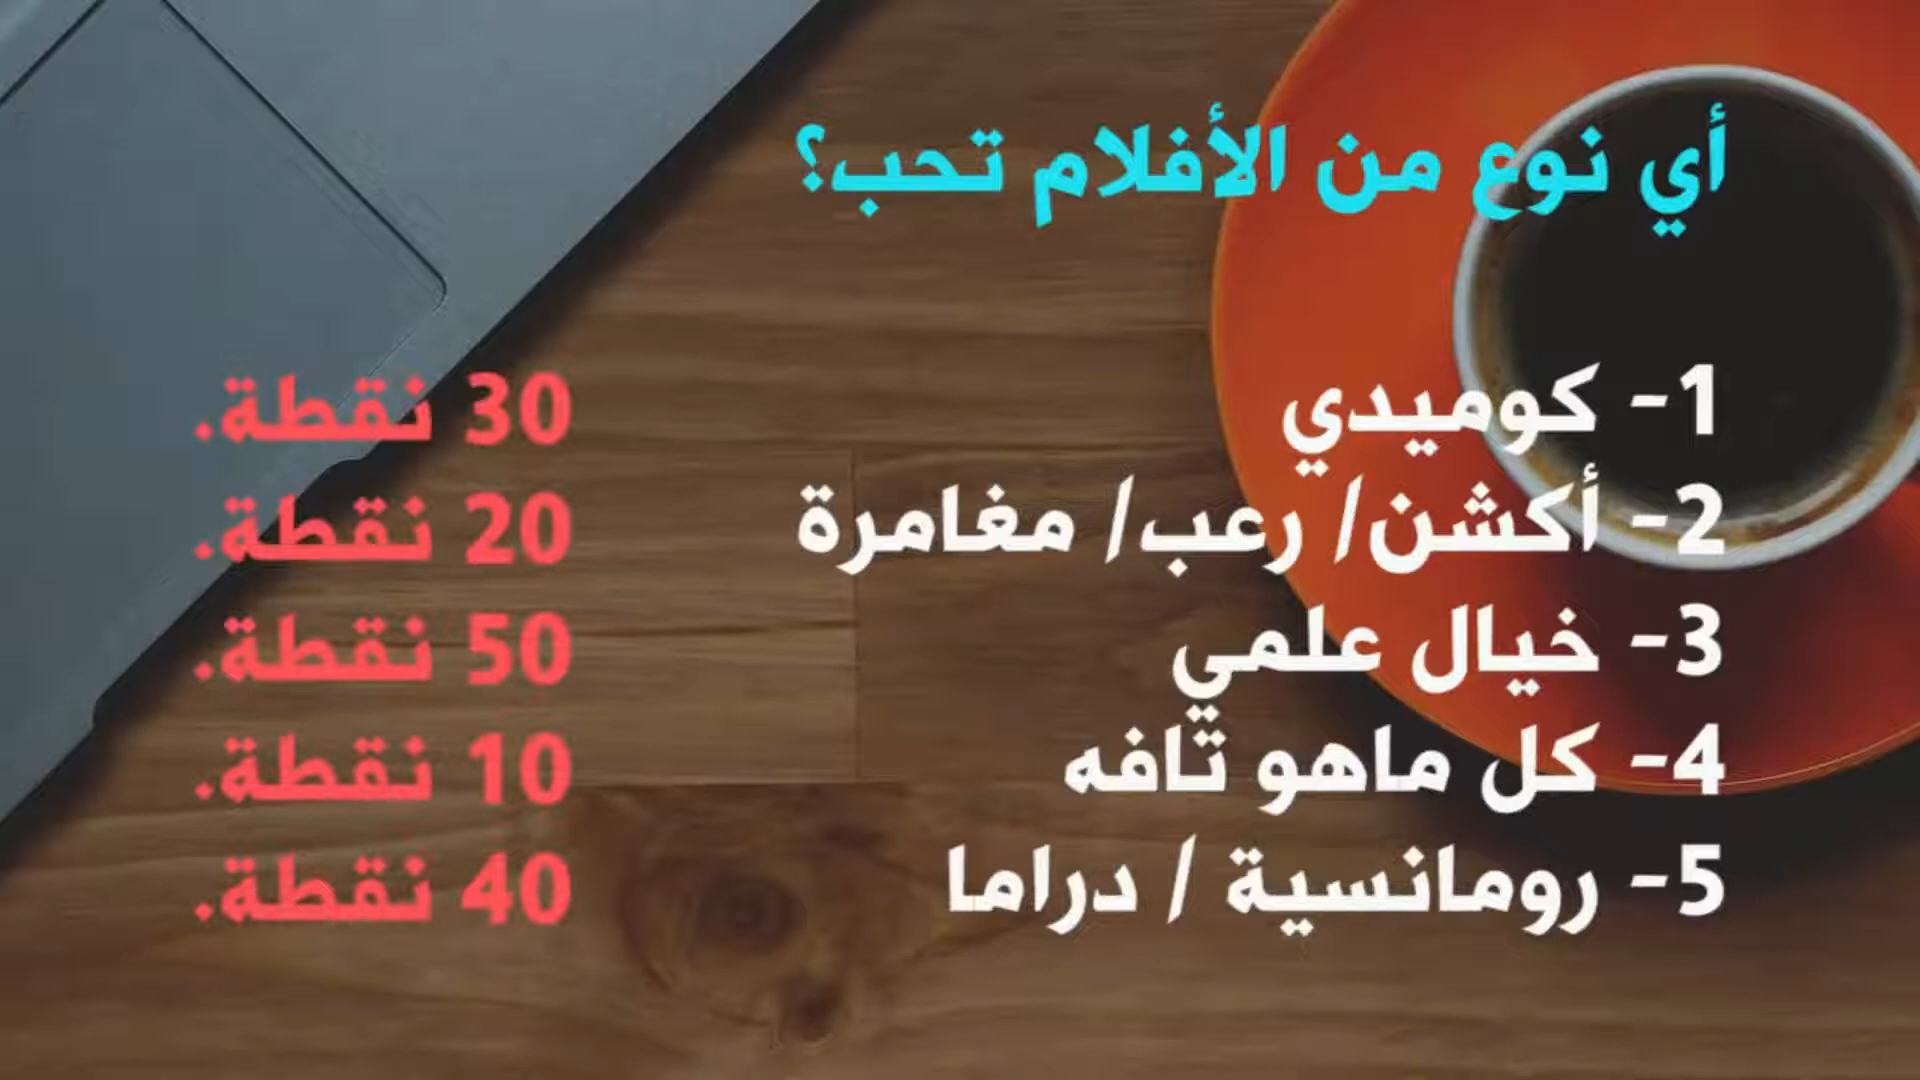 أي نوع من الأفلام تحب؟
1- كوميدي 30 نقطة.
2- أكشن/ رعب/ مغامرة 20 نقطة.
3- خيال علمي 50 نقطة.
4- كل ماهو تافه 10 نقطة.
5- رومانسية / دراما 40 نقطة.